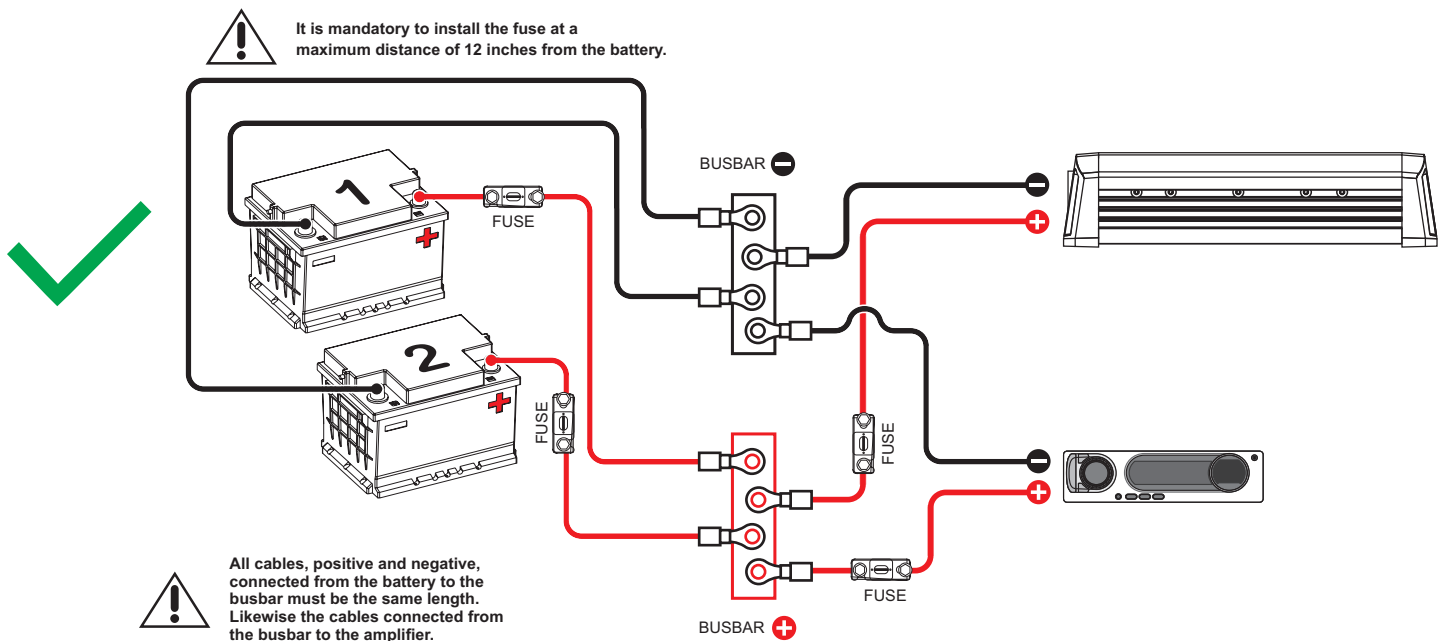 It is mandatory to install the fuse at a
maximum distance of 12 inches from the battery.
BUSBAR
1
FUSE
2
FUSE
FUSE
FUSE
All cables, positive and negative,
connected from the battery to the
busbar must be the same length.
Likewise the cables connected from
the busbar to the amplifier.
BUSBAR